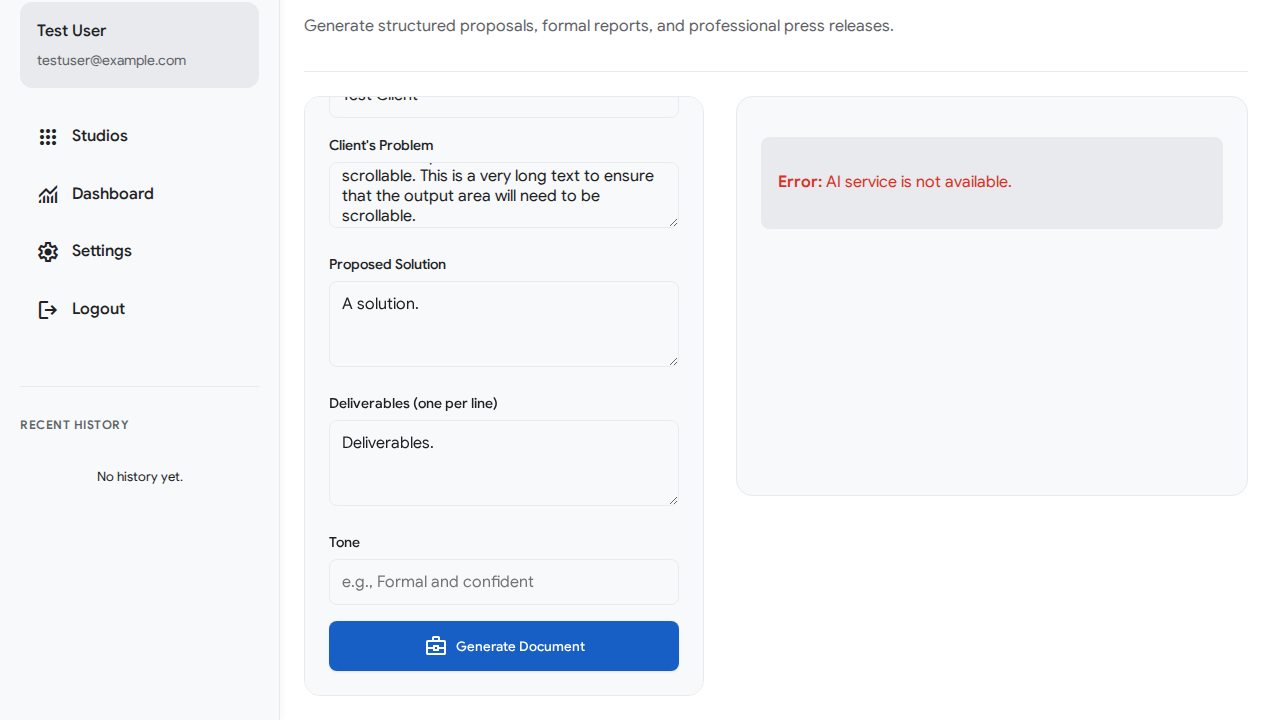 Test User
testuser@example.com
Studios
Dashboard
Settings
Logout
RECENT HISTORY
No history yet.
Generate structured proposals, formal reports, and professional press releases.
Test Client
Client's Problem
scrollable. This is a very long text to ensure
that the output area will need to be
scrollable.
Proposed Solution
A solution.
Deliverables (one per line)
Deliverables.
Tone
e.g., Formal and confident
Generate Document
Error: AI service is not available.